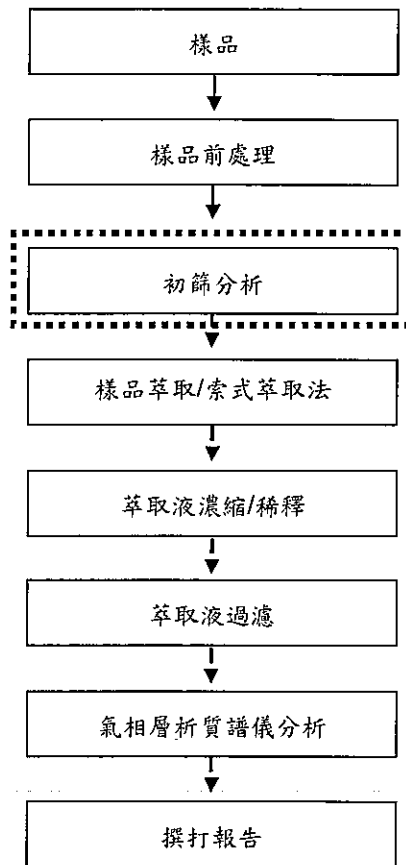 樣品
樣品前處理
初篩分析
樣品萃取/索式萃取法
萃取液濃縮/稀釋
萃取液過濾
氣相層析質譜儀分析
撰打報告